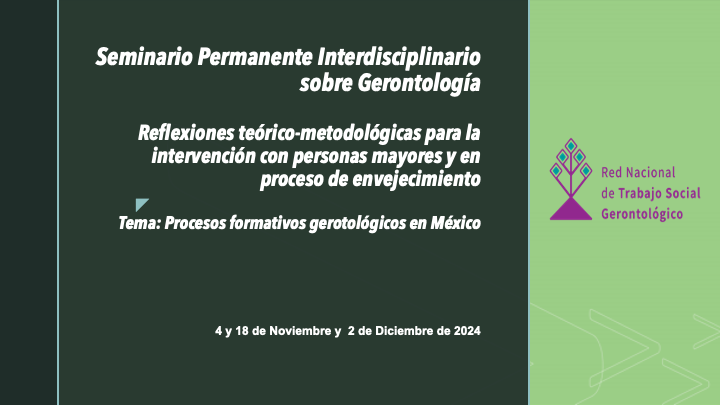 Seminario Permanente Interdisciplinario
sobre Gerontología
Reflexiones teórico-metodológicas para la
intervención con personas mayores y en
proceso de envejecimiento
Tema: Procesos formativos gerotológicos en México
4 y 18 de Noviembre y 2 de Diciembre de 2024
Red Nacional
de Trabajo Social
Gerontológico